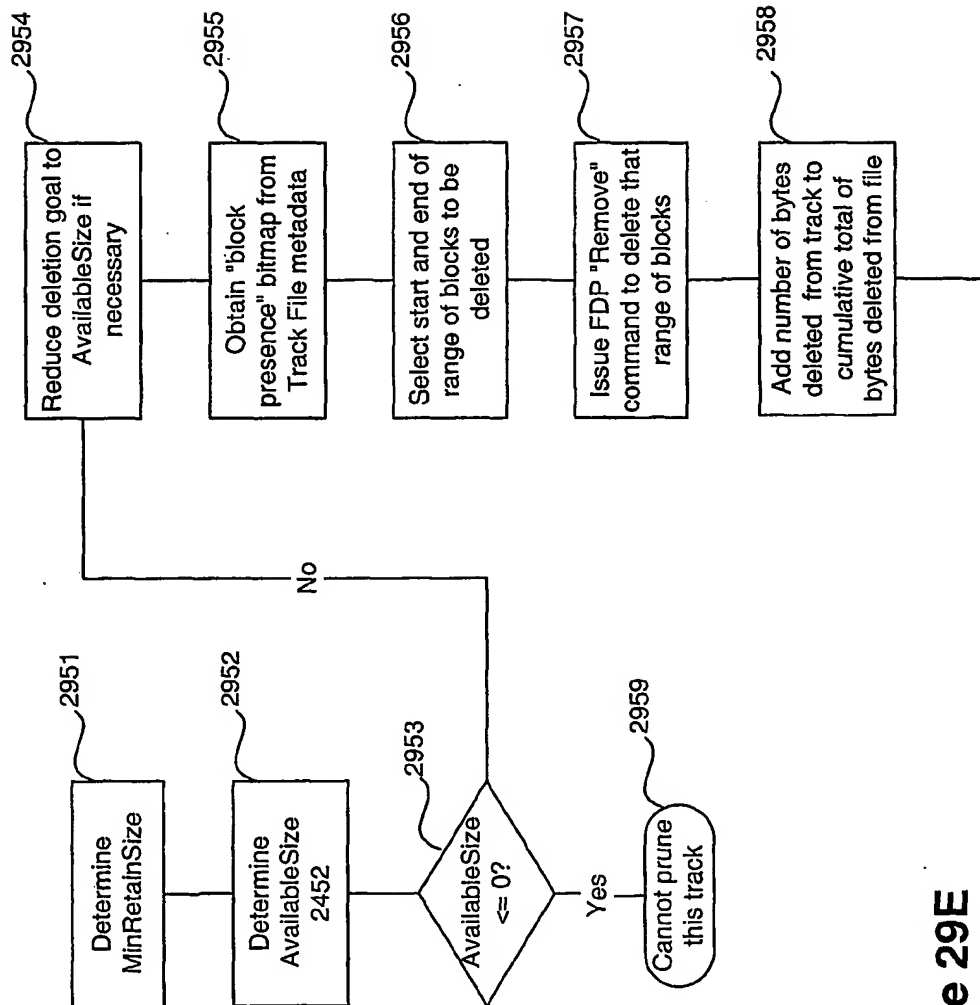 2951
Determine
MinRetainSize
2952
Determine
AvailableSize
2452
2953
AvailableSize
<= 0?
Yes
2959
Cannot prune
this track
No
2954
Reduce deletion goal to
AvailableSize if
necessary
2955
Obtain "block
presence" bitmap from
Track File metadata
2956
Select start and end of
range of blocks to be
deleted
2957
Issue FDP "Remove"
command to delete that
range of blocks
2958
Add number of bytes
deleted from track to
cumulative total of
bytes deleted from file
e 29E